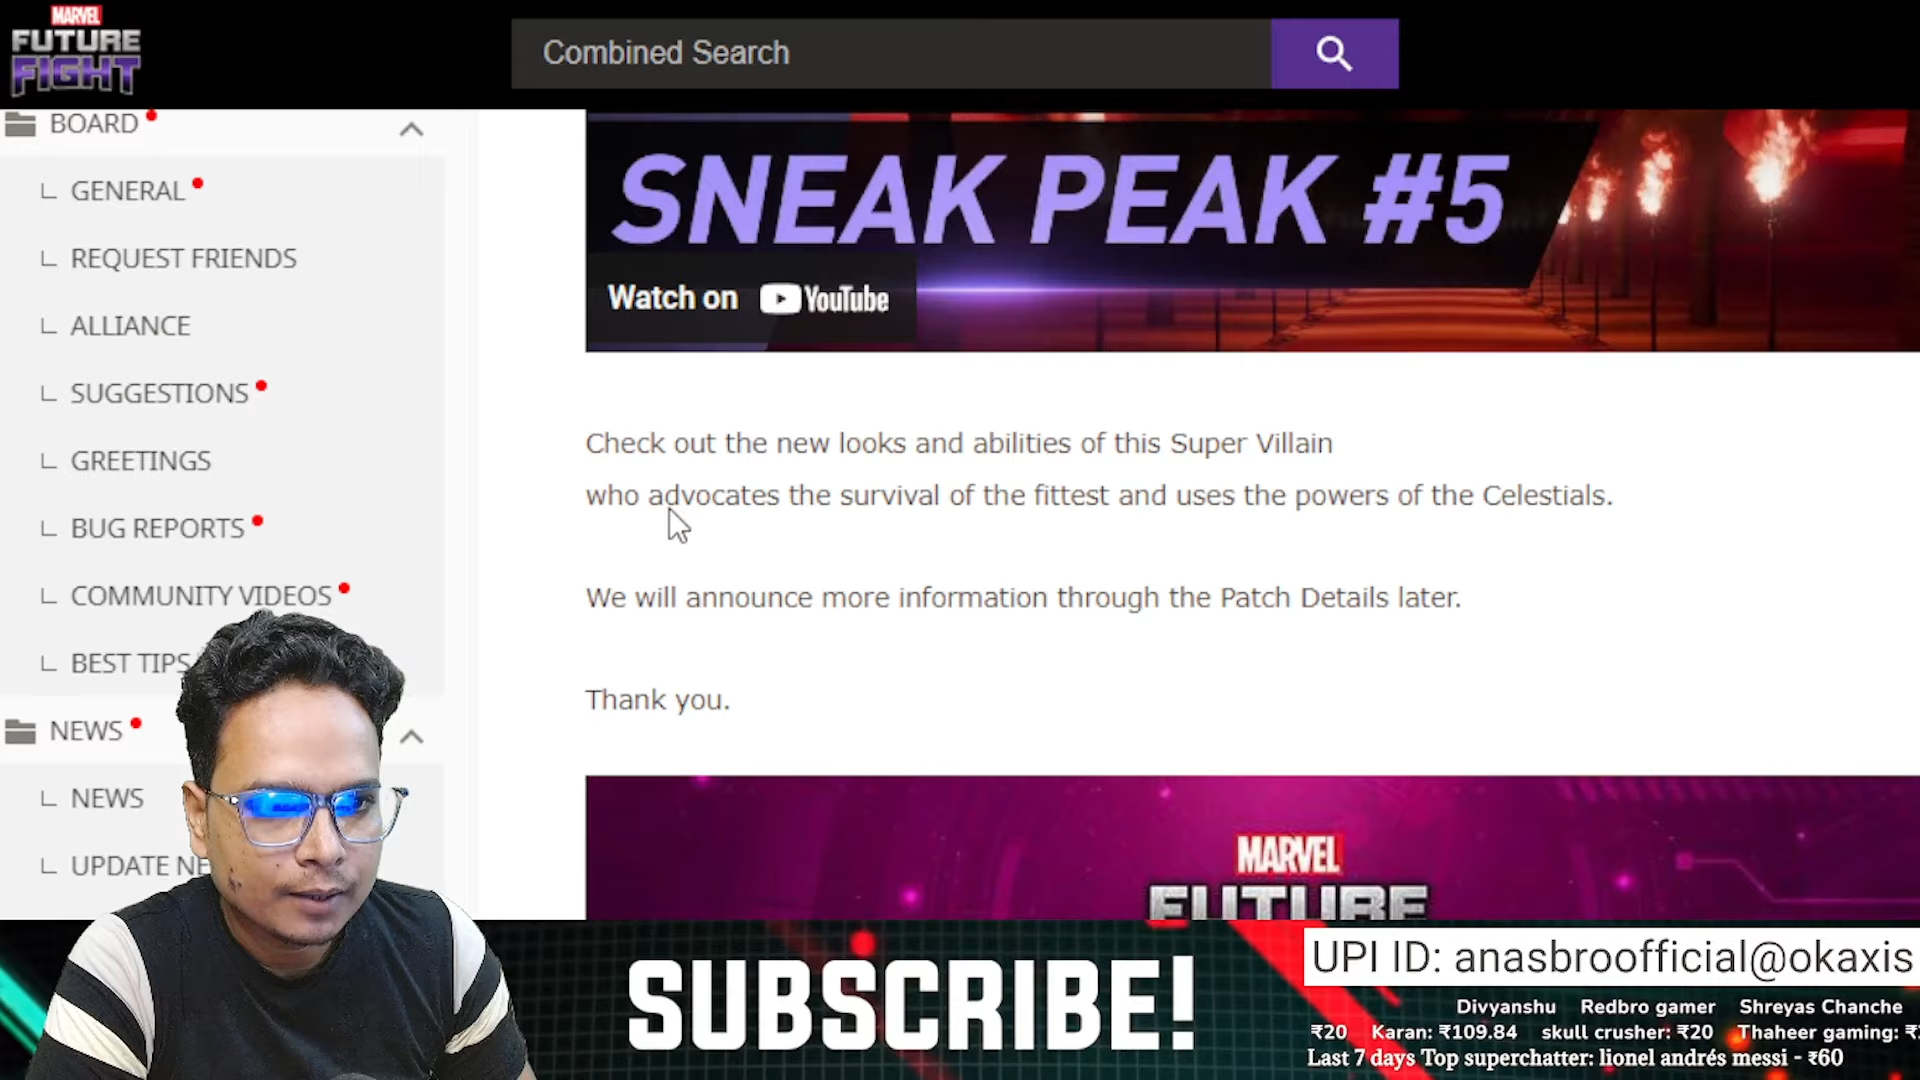 MARVEL
FUTURE
FIGHT
Combined Search
BOARD
GENERAL
REQUEST FRIENDS
ALLIANCE
SUGGESTIONS
GREETINGS
BUG REPORTS
COMMUNITY VIDEOS
BEST TIPS
NEWS
NEWS
UPDATE NE
SNEAK PEAK #5
Watch on YouTube
Check out the new looks and abilities of this Super Villain
who advocates the survival of the fittest and uses the powers of the Celestials.
We will announce more information through the Patch Details later.
Thank you.
MARVEL
FUTURE
SUBSCRIBE!
UPI ID: anasbroofficial@okaxis
Divyanshu Redbro gamer Shreyas Chanche
₹20 Karan: ₹109.84 skull crusher: ₹20 Thaheer gaming:
Last 7 days Top superchatter: lionel andrés messi - ₹60